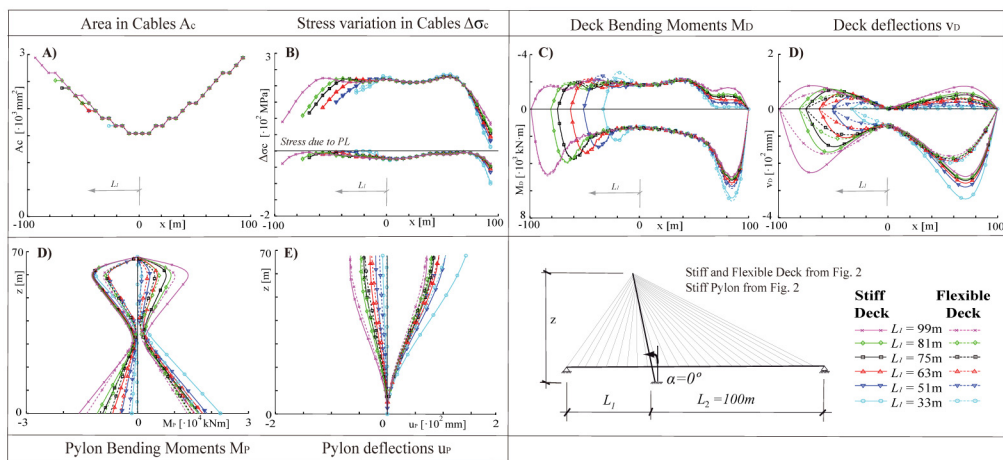 Area in Cables Ac
Stress variation in Cables Δσc
Deck Bending Moments MD
Deck deflections vD
A)
3
Ac [·10³ mm²]
0
L1
-100
0
100
x [m]
B)
3
Δσc [·10² MPa]
Stress due to PL
-2
L1
-100
0
100
x [m]
C)
-4
0
MD [·10³ kN·m]
8
L1
-100
0
100
x [m]
D)
-2
0
vD [·10² mm]
4
L1
-100
0
100
x [m]
D)
70
z [m]
0
-3
0
3
MP [·10⁴ kNm]
E)
70
z [m]
0
-2
0
2
uP [·10² mm]
Pylon Bending Moments MP
Pylon deflections uP
Stiff and Flexible Deck from Fig. 2
Stiff Pylon from Fig. 2
z
α=0º
L1
L2 =100m
Stiff Deck
Flexible Deck
L1 = 99m
L1 = 81m
L1 = 75m
L1 = 63m
L1 = 51m
L1 = 33m